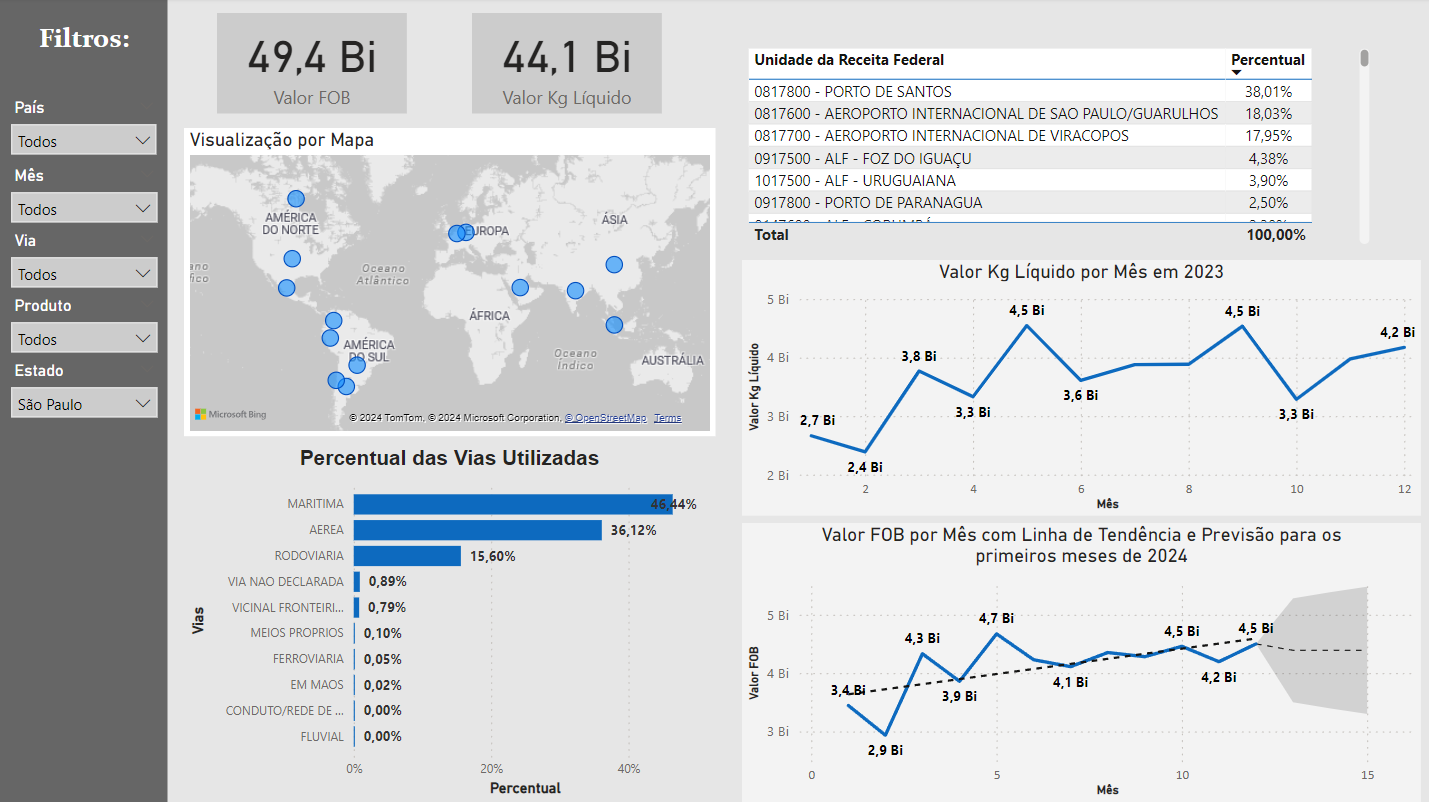 Filtros:
País
Todos
Mês
Todos
Via
Todos
Produto
Todos
Estado
São Paulo
49,4 Bi
Valor FOB
44,1 Bi
Valor Kg Líquido
Visualização por Mapa
AMÉRICA
DO NORTE
EUROPA
ÁSIA
ano
fico
Oceano
Atlântico
ÁFRICA
AMÉRICA
DO SUL
Oceano
Índico
AUSTRÁLIA
Microsoft Bing
© 2024 TomTom, © 2024 Microsoft Corporation, © OpenStreetMap Terms
Percentual das Vias Utilizadas
Vias
MARITIMA 46,44%
AEREA 36,12%
RODOVIARIA 15,60%
VIA NAO DECLARADA 0,89%
VICINAL FRONTEIRI... 0,79%
MEIOS PROPRIOS 0,10%
FERROVIARIA 0,05%
EM MAOS 0,02%
CONDUTO/REDE DE ... 0,00%
FLUVIAL 0,00%
0% 20% 40%
Percentual
Unidade da Receita Federal Percentual
0817800 - PORTO DE SANTOS 38,01%
0817600 - AEROPORTO INTERNACIONAL DE SAO PAULO/GUARULHOS 18,03%
0817700 - AEROPORTO INTERNACIONAL DE VIRACOPOS 17,95%
0917500 - ALF - FOZ DO IGUAÇU 4,38%
1017500 - ALF - URUGUAIANA 3,90%
0917800 - PORTO DE PARANAGUA 2,50%
Total 100,00%
Valor Kg Líquido por Mês em 2023
Valor Kg Líquido
5 Bi
4 Bi
3 Bi
2 Bi
2,7 Bi
2,4 Bi
3,8 Bi
3,3 Bi
4,5 Bi
3,6 Bi
4,5 Bi
3,3 Bi
4,2 Bi
2 4 6 8 10 12
Mês
Valor FOB por Mês com Linha de Tendência e Previsão para os
primeiros meses de 2024
Valor FOB
5 Bi
4 Bi
3 Bi
3,4 Bi
2,9 Bi
4,3 Bi
3,9 Bi
4,7 Bi
4,1 Bi
4,5 Bi
4,2 Bi
4,5 Bi
0 5 10 15
Mês